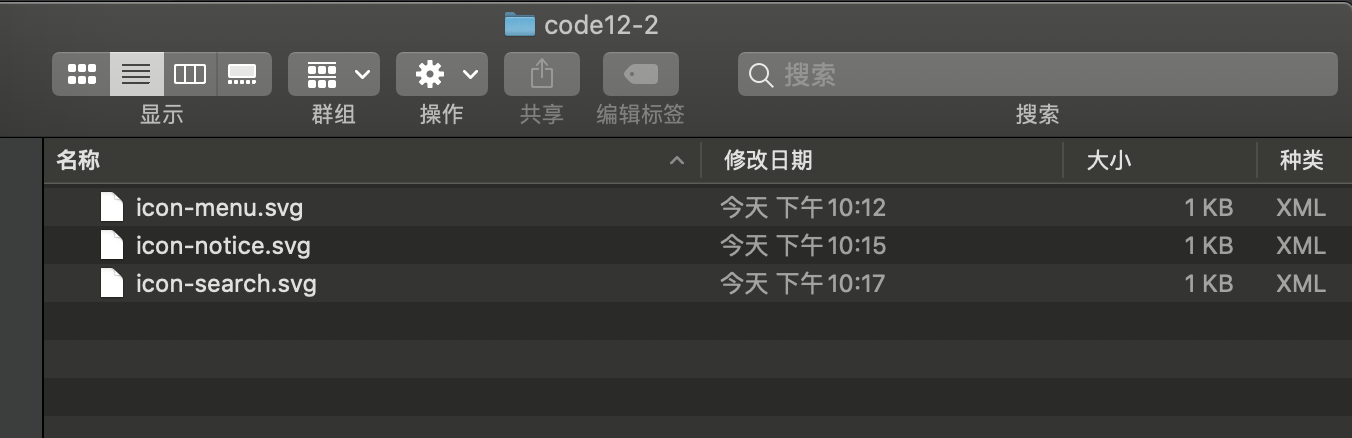 code12-2
搜索
显示 群组 操作 共享 编辑标签 搜索
名称 修改日期 大小 种类
icon-menu.svg 今天 下午10:12 1 KB XML
icon-notice.svg 今天 下午10:15 1 KB XML
icon-search.svg 今天 下午10:17 1 KB XML